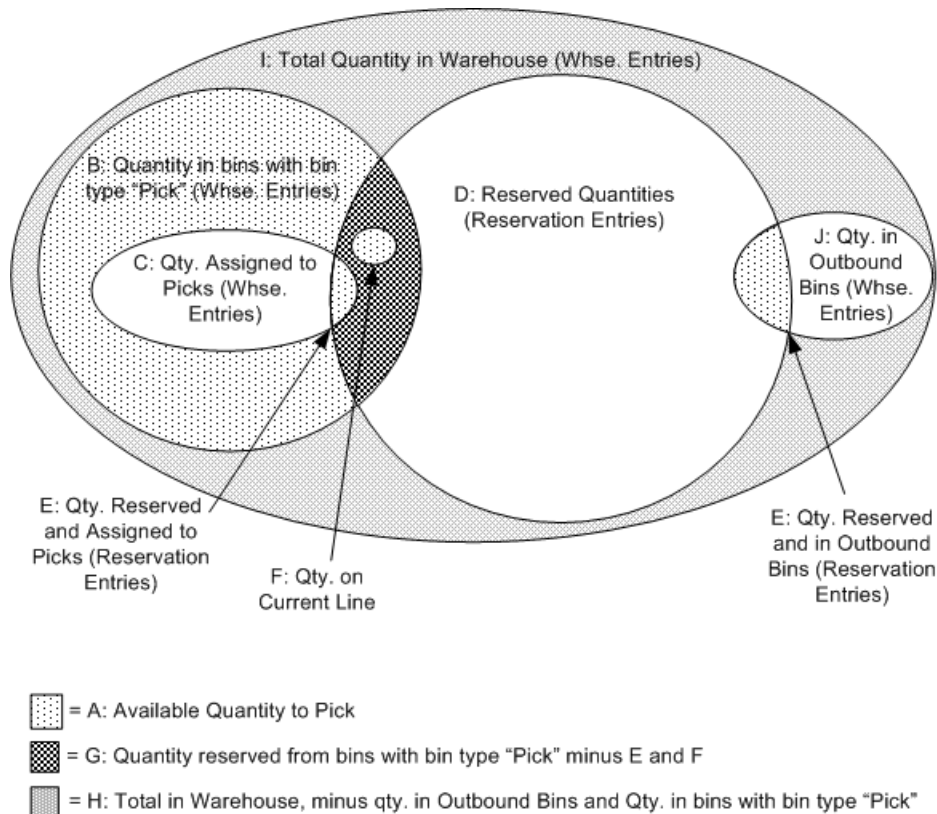 I: Total Quantity in Warehouse (Whse. Entries)
B: Quantity in bins with bin
type “Pick” (Whse. Entries)
D: Reserved Quantities
(Reservation Entries)
J: Qty. in
Outbound
Bins (Whse.
Entries)
C: Qty. Assigned to
Picks (Whse.
Entries)
E: Qty. Reserved
and Assigned to
Picks (Reservation
Entries)
F: Qty. on
Current Line
E: Qty. Reserved
and in Outbound
Bins (Reservation
Entries)
= A: Available Quantity to Pick
= G: Quantity reserved from bins with bin type “Pick” minus E and F
= H: Total in Warehouse, minus qty. in Outbound Bins and Qty. in bins with bin type “Pick”